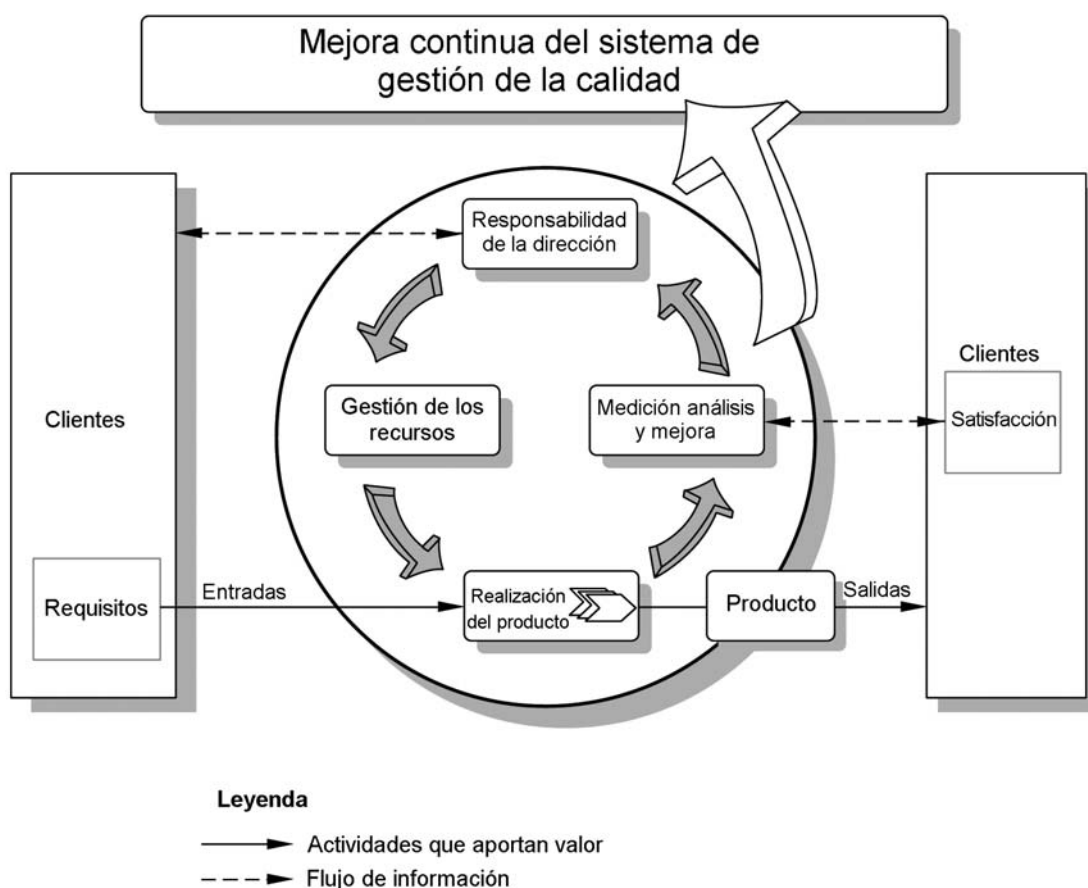 Mejora continua del sistema de
gestión de la calidad
Responsabilidad
de la dirección
Clientes
Gestión de los
recursos
Medición análisis
y mejora
Clientes
Satisfacción
Requisitos
Entradas
Realización
del producto
Producto
Salidas
Leyenda
Actividades que aportan valor
Flujo de información